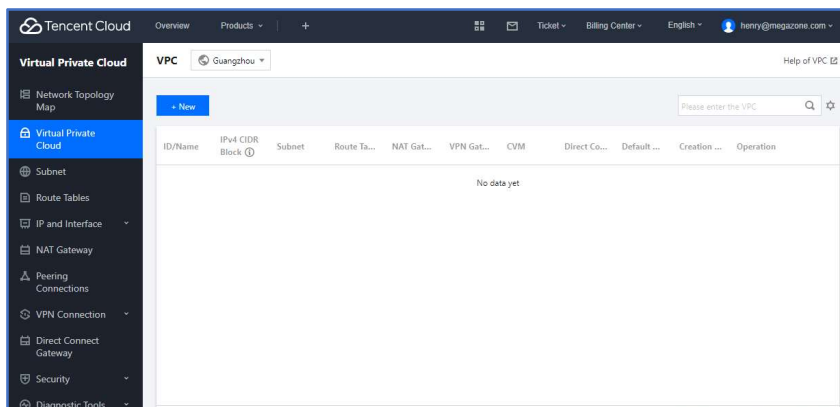 Tencent Cloud Overview Products + Ticket Billing Center English henry@megazone.com
Virtual Private Cloud
VPC Guangzhou Help of VPC
Network Topology
Map
+ New
Please enter the VPC
Virtual Private
Cloud
ID/Name IPv4 CIDR
Block Subnet Route Ta... NAT Gat... VPN Gat... CVM Direct Co... Default ... Creation ... Operation
No data yet
Subnet
Route Tables
IP and Interface
NAT Gateway
Peering
Connections
VPN Connection
Direct Connect
Gateway
Security
Diagnostic Tools